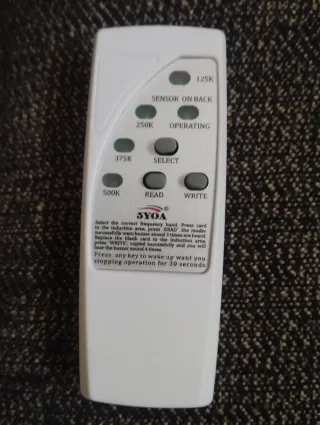 125K
SENSOR ON BACK
250K OPERATING
375K SELECT
500K READ WRITE
5YOA
Select the correct frequency band. Press card
in the induction area, press 'READ' the reader
successfully when buzzer sound 2 times are heard.
Replace the blank card to the induction area,
press 'WRITE', copied successfully and you will
hear the buzzer sound 4 times.
Press, any key to wake up want you
stopping operation for 30 seconds